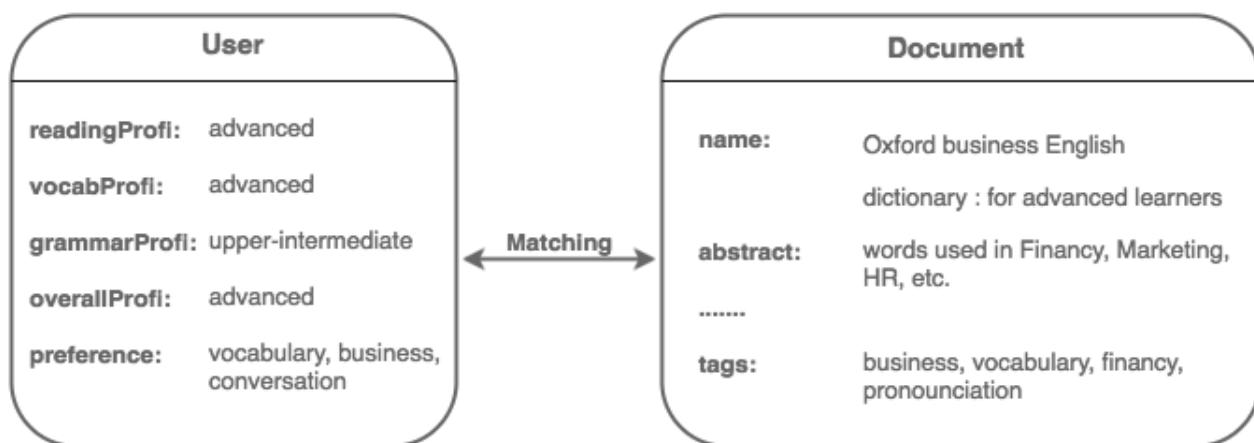 User
readingProfi: advanced
vocabProfi: advanced
grammarProfi: upper-intermediate
overallProfi: advanced
preference: vocabulary, business,
conversation
Matching
Document
name: Oxford business English
dictionary : for advanced learners
abstract: words used in Financy, Marketing,
HR, etc.
.......
tags: business, vocabulary, financy,
pronounciation